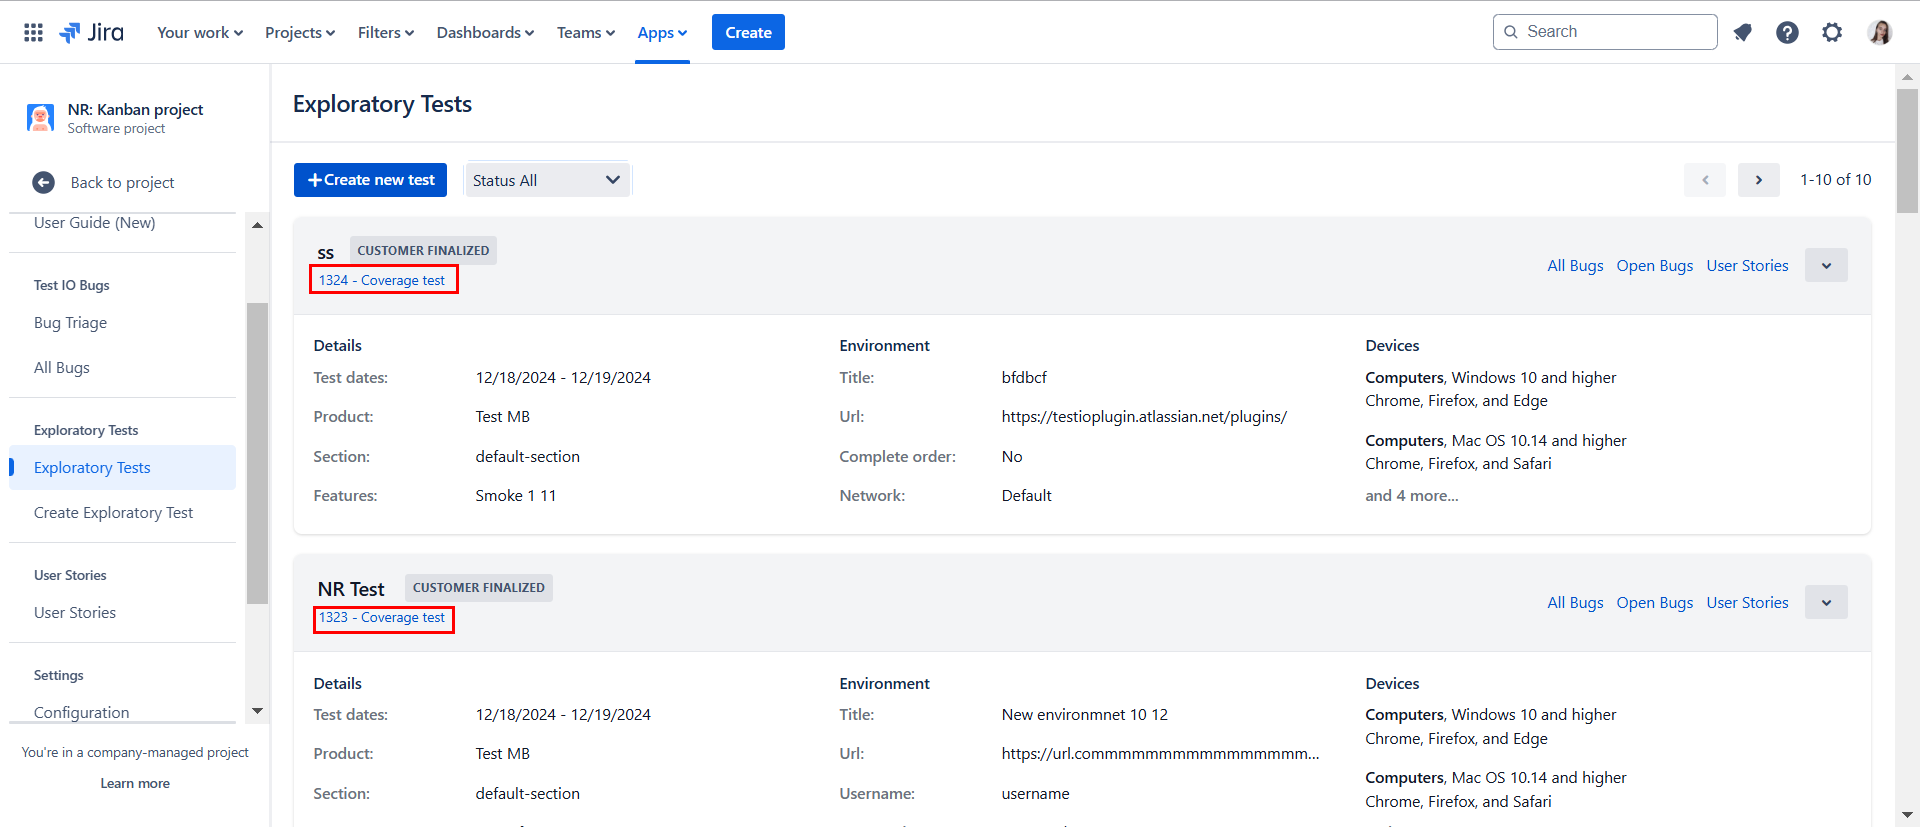 Jira
Your work
Projects
Filters
Dashboards
Teams
Apps
Create
Search
NR: Kanban project
Software project
Back to project
User Guide (New)
Test IO Bugs
Bug Triage
All Bugs
Exploratory Tests
Exploratory Tests
Create Exploratory Test
User Stories
User Stories
Settings
Configuration
You're in a company-managed project
Learn more
Exploratory Tests
+Create new test
Status All
1-10 of 10
ss
CUSTOMER FINALIZED
1324 - Coverage test
All Bugs
Open Bugs
User Stories
Details
Test dates: 12/18/2024 - 12/19/2024
Product: Test MB
Section: default-section
Features: Smoke 1 11
Environment
Title: bfdbcf
Url: https://testioplugin.atlassian.net/plugins/
Complete order: No
Network: Default
Devices
Computers, Windows 10 and higher
Chrome, Firefox, and Edge
Computers, Mac OS 10.14 and higher
Chrome, Firefox, and Safari
and 4 more...
NR Test
CUSTOMER FINALIZED
1323 - Coverage test
All Bugs
Open Bugs
User Stories
Details
Test dates: 12/18/2024 - 12/19/2024
Product: Test MB
Section: default-section
Environment
Title: New environmnet 10 12
Url: https://url.commmmmmmmmmmmmmmm...
Username: username
Devices
Computers, Windows 10 and higher
Chrome, Firefox, and Edge
Computers, Mac OS 10.14 and higher
Chrome, Firefox, and Safari